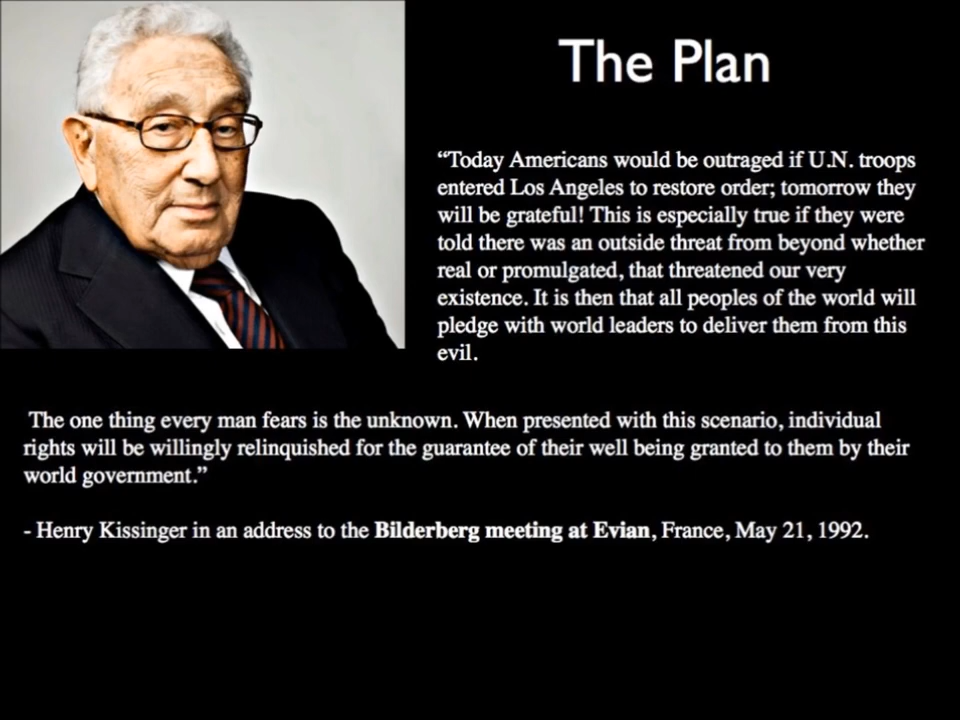 The Plan
“Today Americans would be outraged if U.N. troops
entered Los Angeles to restore order; tomorrow they
will be grateful! This is especially true if they were
told there was an outside threat from beyond whether
real or promulgated, that threatened our very
existence. It is then that all peoples of the world will
pledge with world leaders to deliver them from this
evil.
The one thing every man fears is the unknown. When presented with this scenario, individual
rights will be willingly relinquished for the guarantee of their well being granted to them by their
world government.”
- Henry Kissinger in an address to the Bilderberg meeting at Evian, France, May 21, 1992.